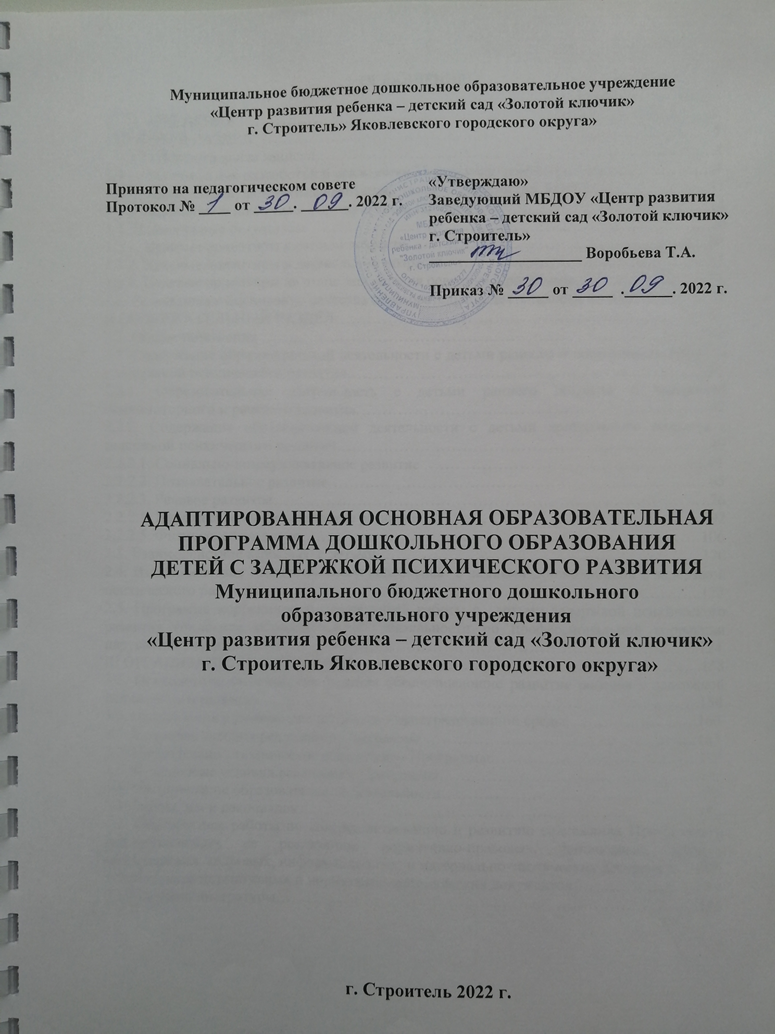 Муниципальное бюджетное дошкольное образовательное учреждение
«Центр развития ребенка – детский сад «Золотой ключик»
г. Строитель» Яковлевского городского округа»
Принято на педагогическом совете
Протокол № 1 от 30. 09. 2022 г.
«Утверждаю»
Заведующий МБДОУ «Центр развития
ребенка – детский сад «Золотой ключик»
г. Строитель»
Воробьева Т.А.
Приказ № 30 от 30 .09. 2022 г.
АДАПТИРОВАННАЯ ОСНОВНАЯ ОБРАЗОВАТЕЛЬНАЯ
ПРОГРАММА ДОШКОЛЬНОГО ОБРАЗОВАНИЯ
ДЕТЕЙ С ЗАДЕРЖКОЙ ПСИХИЧЕСКОГО РАЗВИТИЯ
Муниципального бюджетного дошкольного
образовательного учреждения
«Центр развития ребенка – детский сад «Золотой ключик»
г. Строитель Яковлевского городского округа»
г. Строитель 2022 г.